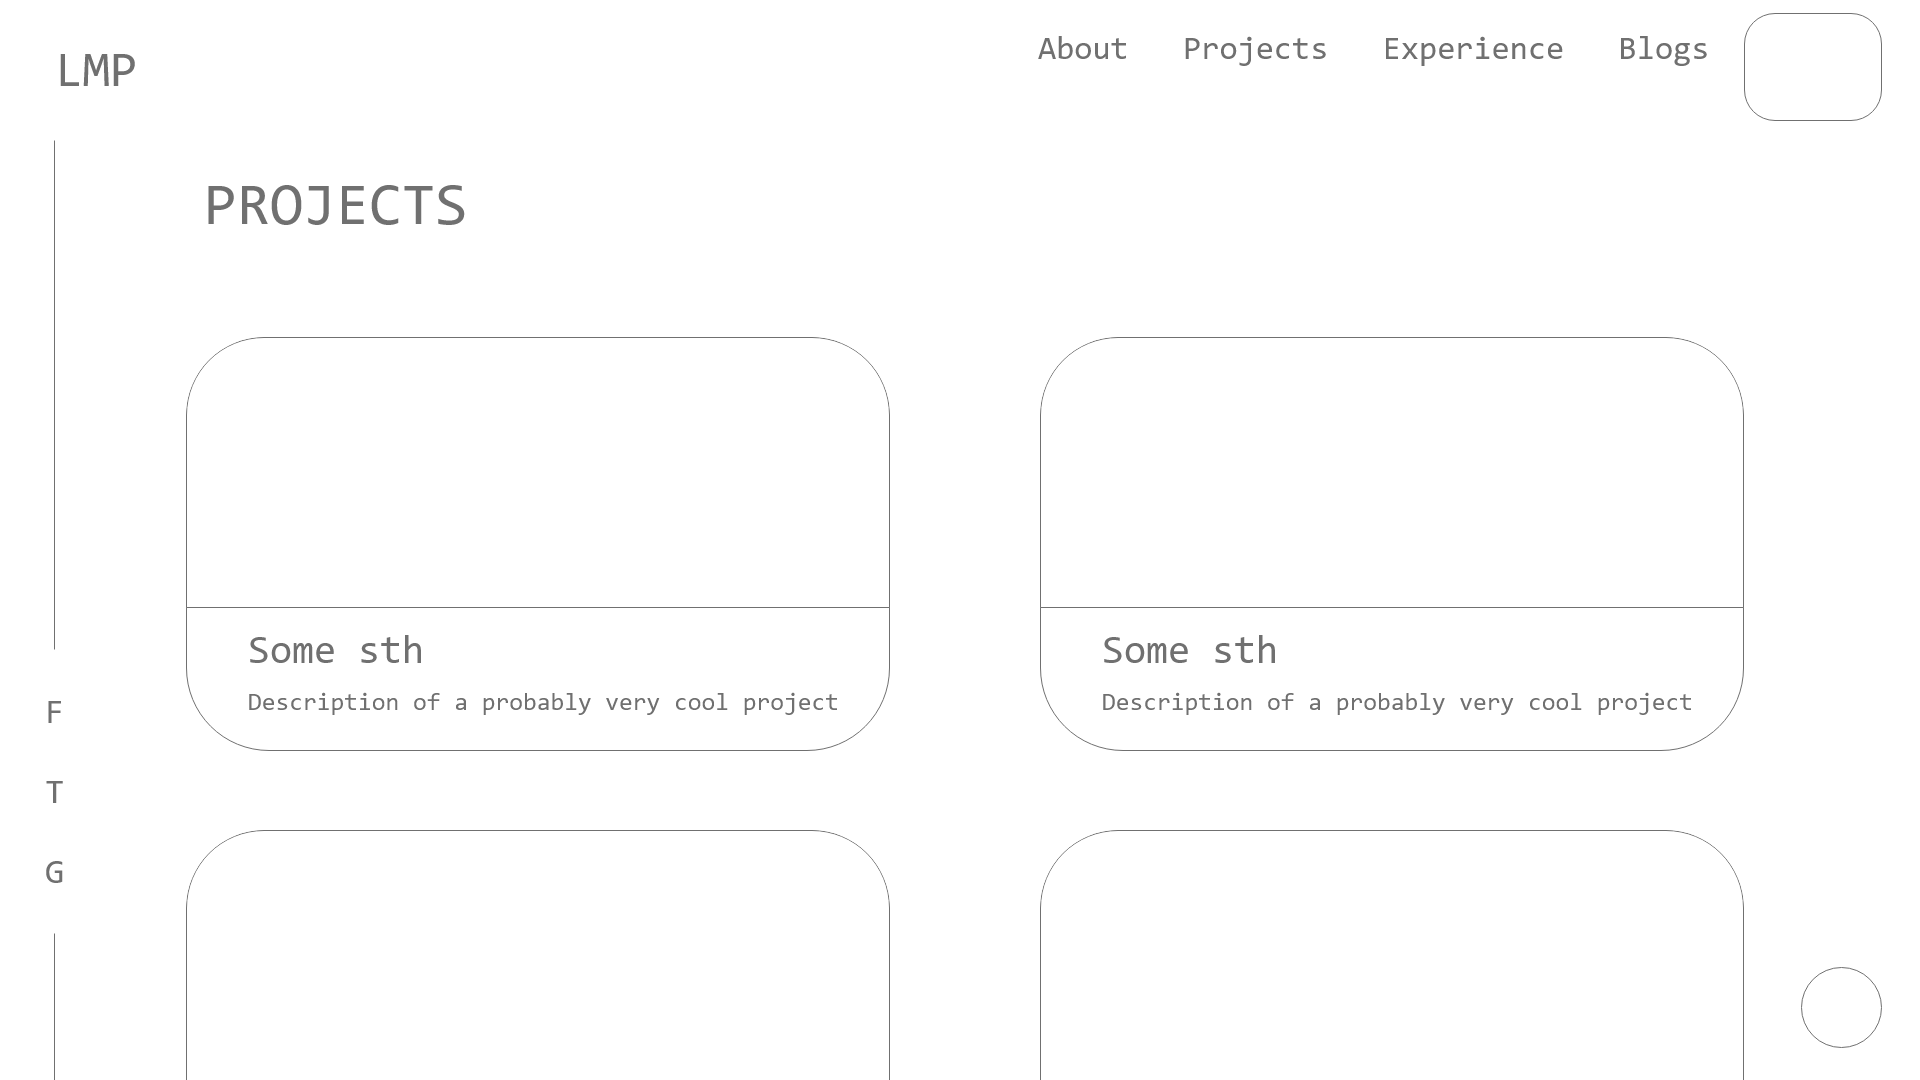 LMP
About Projects Experience Blogs
PROJECTS
Some sth
Description of a probably very cool project
Some sth
Description of a probably very cool project
F
T
G